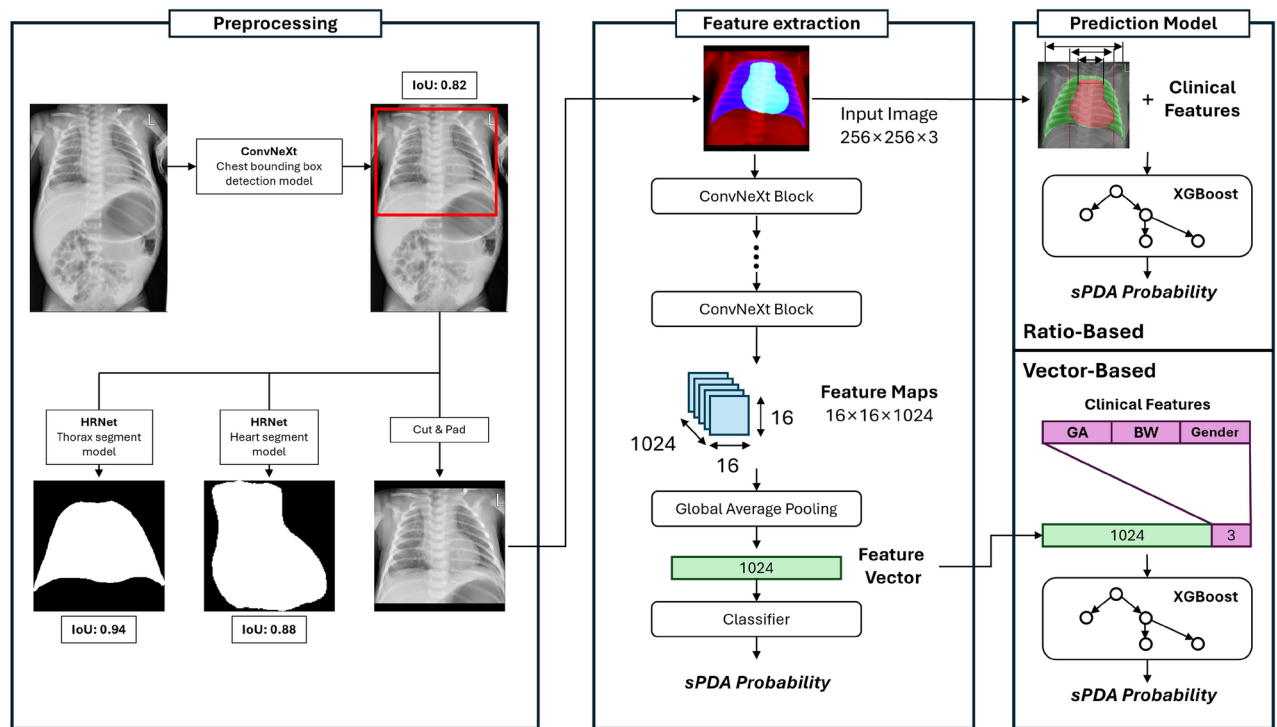 Preprocessing
IoU: 0.82
L
L
ConvNeXt
Chest bounding box
detection model
HRNet
Thorax segment
model
HRNet
Heart segment
model
Cut & Pad
L
IoU: 0.94
IoU: 0.88
Feature extraction
L
Input Image
256×256×3
ConvNeXt Block
ConvNeXt Block
Feature Maps
16×16×1024
1024
16
16
Global Average Pooling
1024
Feature
Vector
Classifier
sPDA Probability
Prediction Model
L
+
Clinical
Features
XGBoost
sPDA Probability
Ratio-Based
Vector-Based
Clinical Features
GA BW Gender
1024 3
XGBoost
sPDA Probability